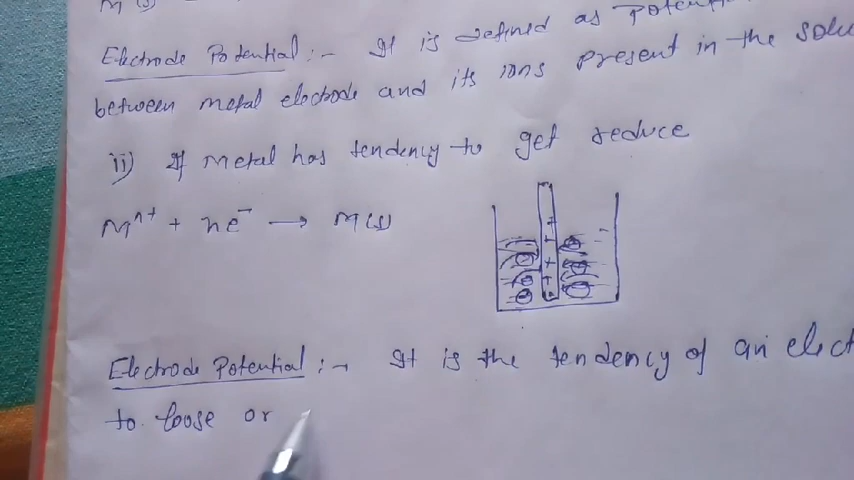 M (s)
Electrode Potential :- It is defined as
between metal electrode and its ions present in the
ii) If Metal has tendency to get reduce
Mⁿ⁺ + ne⁻ → M(s)
Electrode Potential :- It is the tendency of an
to loose or